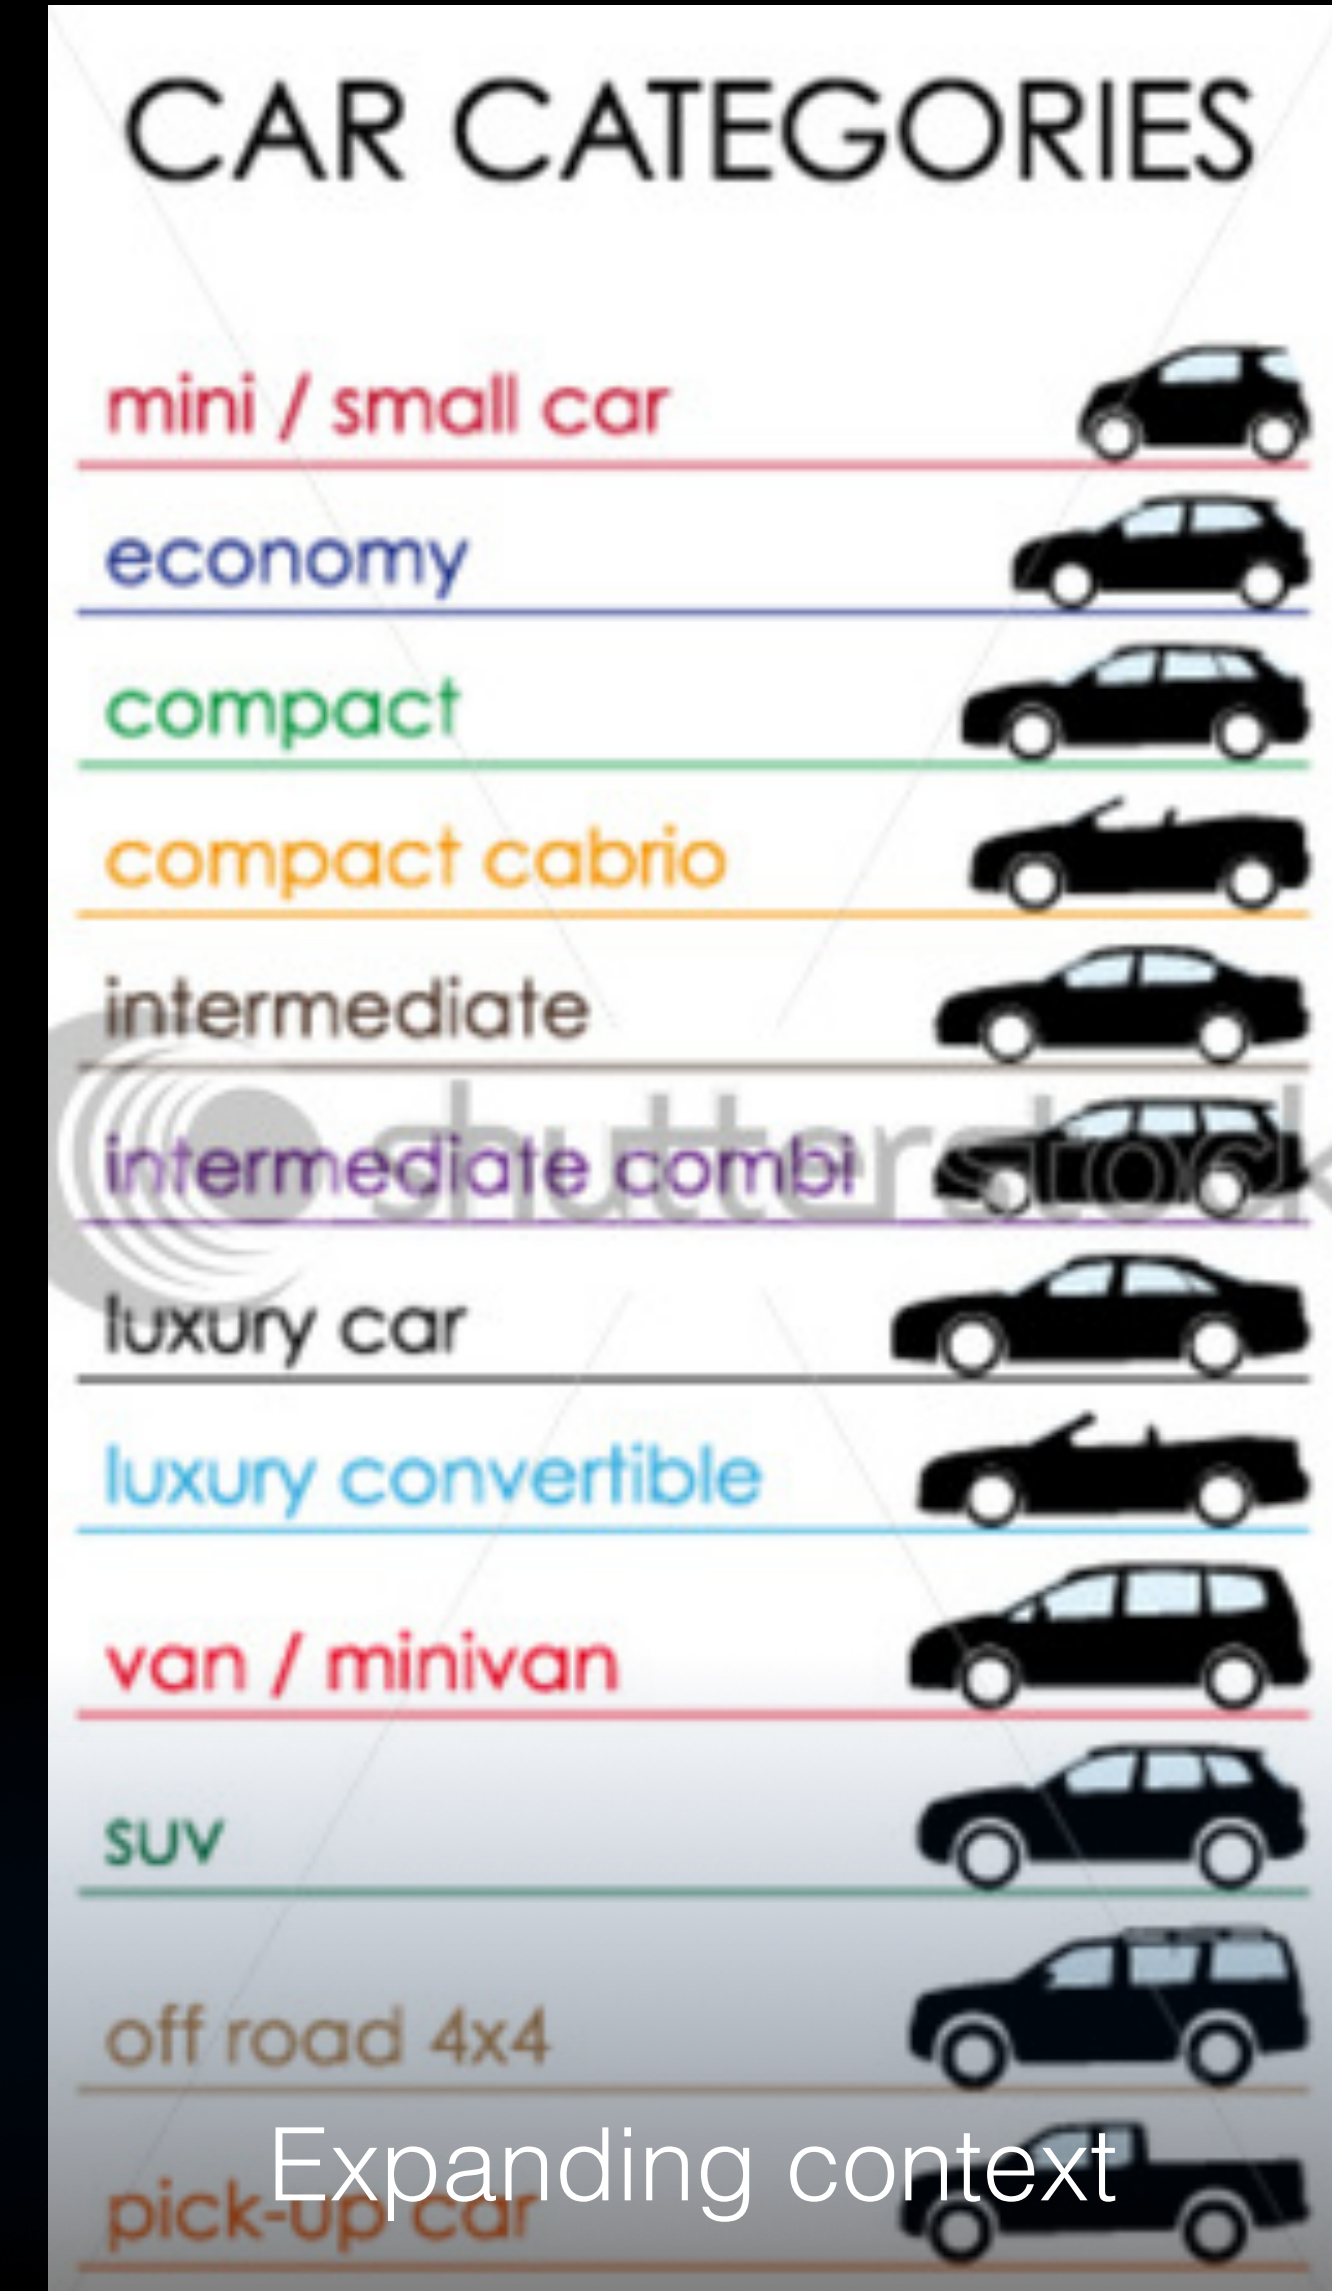 CAR CATEGORIES
mini / small car
economy
compact
compact cabrio
intermediate
shutterstock
intermediate combi
luxury car
luxury convertible
van / minivan
suv
off road 4x4
Expanding context
pick-up car